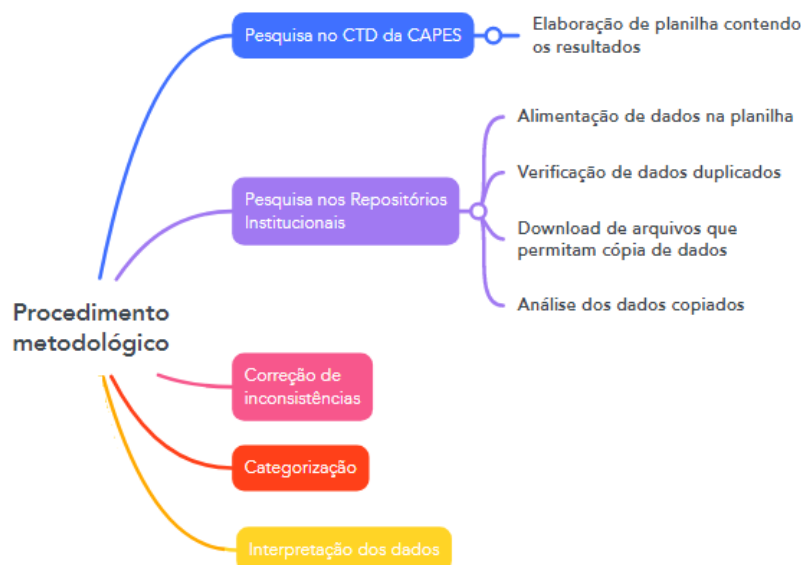 Procedimento
metodológico
Pesquisa no CTD da CAPES
Elaboração de planilha contendo
os resultados
Pesquisa nos Repositórios
Institucionais
Alimentação de dados na planilha
Verificação de dados duplicados
Download de arquivos que
permitam cópia de dados
Análise dos dados copiados
Correção de
inconsistências
Categorização
Interpretação dos dados